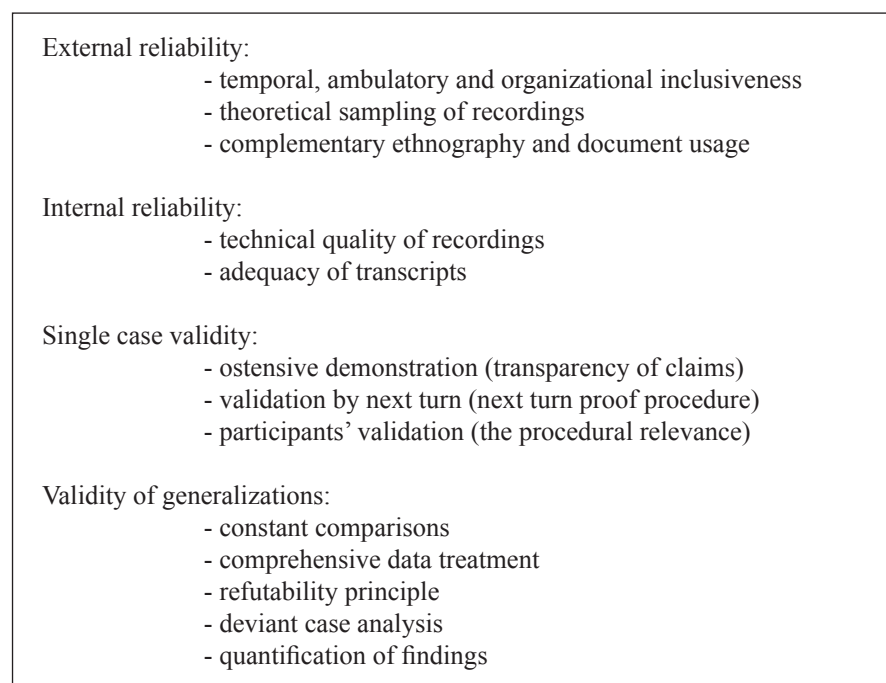 External reliability:
- temporal, ambulatory and organizational inclusiveness
- theoretical sampling of recordings
- complementary ethnography and document usage
Internal reliability:
- technical quality of recordings
- adequacy of transcripts
Single case validity:
- ostensive demonstration (transparency of claims)
- validation by next turn (next turn proof procedure)
- participants’ validation (the procedural relevance)
Validity of generalizations:
- constant comparisons
- comprehensive data treatment
- refutability principle
- deviant case analysis
- quantification of findings